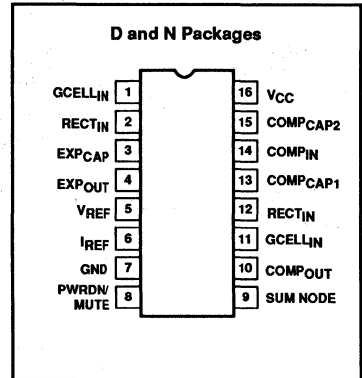 D and N Packages
GCELLIN 1 16 VCC
RECTIN 2 15 COMPCAP2
EXPCAP 3 14 COMPIN
EXPOUT 4 13 COMPCAP1
VREF 5 12 RECTIN
IREF 6 11 GCELLIN
GND 7 10 COMPOUT
PWRDN/
MUTE 8 9 SUM NODE